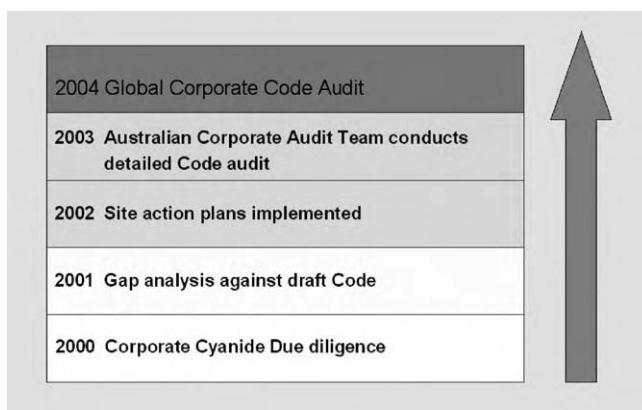 2004 Global Corporate Code Audit
2003 Australian Corporate Audit Team conducts
detailed Code audit
2002 Site action plans implemented
2001 Gap analysis against draft Code
2000 Corporate Cyanide Due diligence